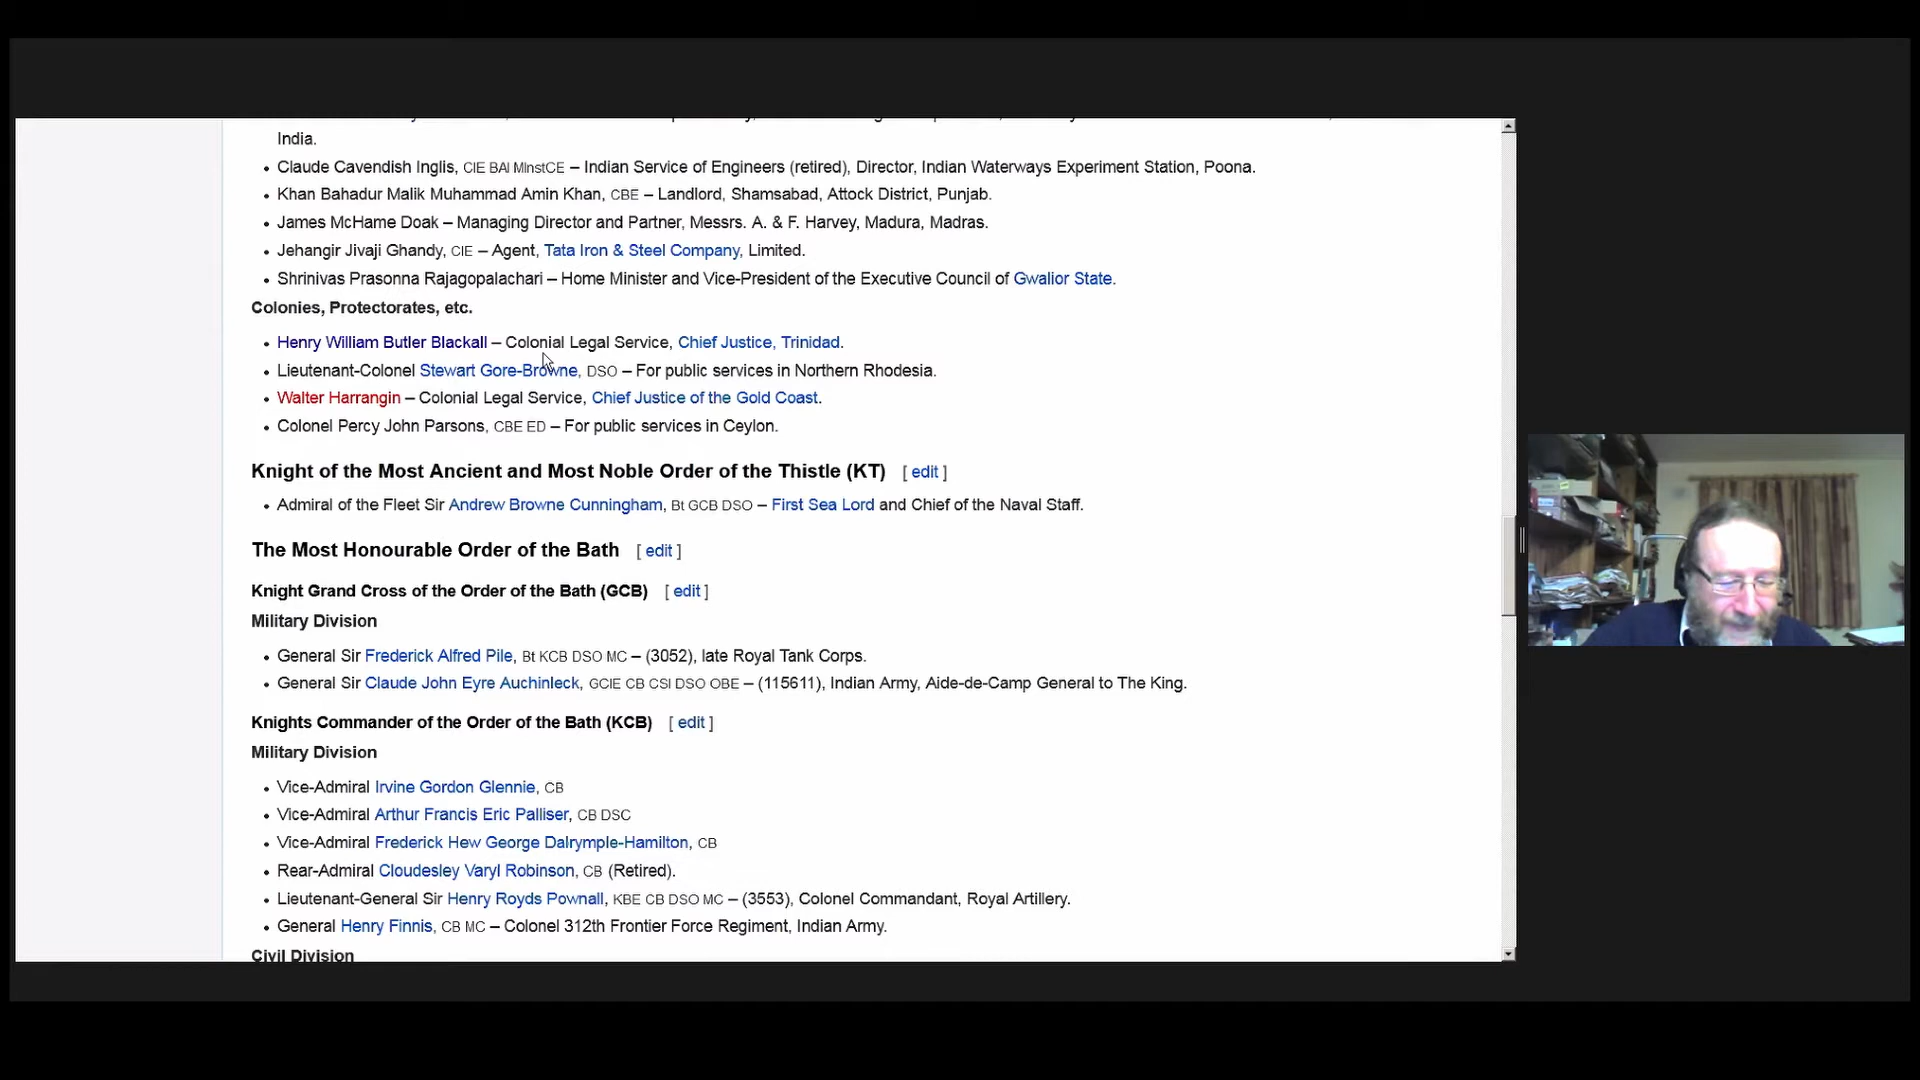 India.
• Claude Cavendish Inglis, CIE BAI MInstCE – Indian Service of Engineers (retired), Director, Indian Waterways Experiment Station, Poona.
• Khan Bahadur Malik Muhammad Amin Khan, CBE – Landlord, Shamsabad, Attock District, Punjab.
• James McHame Doak – Managing Director and Partner, Messrs. A. & F. Harvey, Madura, Madras.
• Jehangir Jivaji Ghandy, CIE – Agent, Tata Iron & Steel Company, Limited.
• Shrinivas Prasonna Rajagopalachari – Home Minister and Vice-President of the Executive Council of Gwalior State.
Colonies, Protectorates, etc.
• Henry William Butler Blackall – Colonial Legal Service, Chief Justice, Trinidad.
• Lieutenant-Colonel Stewart Gore-Browne, DSO – For public services in Northern Rhodesia.
• Walter Harrangin – Colonial Legal Service, Chief Justice of the Gold Coast.
• Colonel Percy John Parsons, CBE ED – For public services in Ceylon.
Knight of the Most Ancient and Most Noble Order of the Thistle (KT) [ edit ]
• Admiral of the Fleet Sir Andrew Browne Cunningham, Bt GCB DSO – First Sea Lord and Chief of the Naval Staff.
The Most Honourable Order of the Bath [ edit ]
Knight Grand Cross of the Order of the Bath (GCB) [ edit ]
Military Division
• General Sir Frederick Alfred Pile, Bt KCB DSO MC – (3052), late Royal Tank Corps.
• General Sir Claude John Eyre Auchinleck, GCIE CB CSI DSO OBE – (115611), Indian Army, Aide-de-Camp General to The King.
Knights Commander of the Order of the Bath (KCB) [ edit ]
Military Division
• Vice-Admiral Irvine Gordon Glennie, CB
• Vice-Admiral Arthur Francis Eric Palliser, CB DSC
• Vice-Admiral Frederick Hew George Dalrymple-Hamilton, CB
• Rear-Admiral Cloudesley Varyl Robinson, CB (Retired).
• Lieutenant-General Sir Henry Royds Pownall, KBE CB DSO MC – (3553), Colonel Commandant, Royal Artillery.
• General Henry Finnis, CB MC – Colonel 312th Frontier Force Regiment, Indian Army.
Civil Division